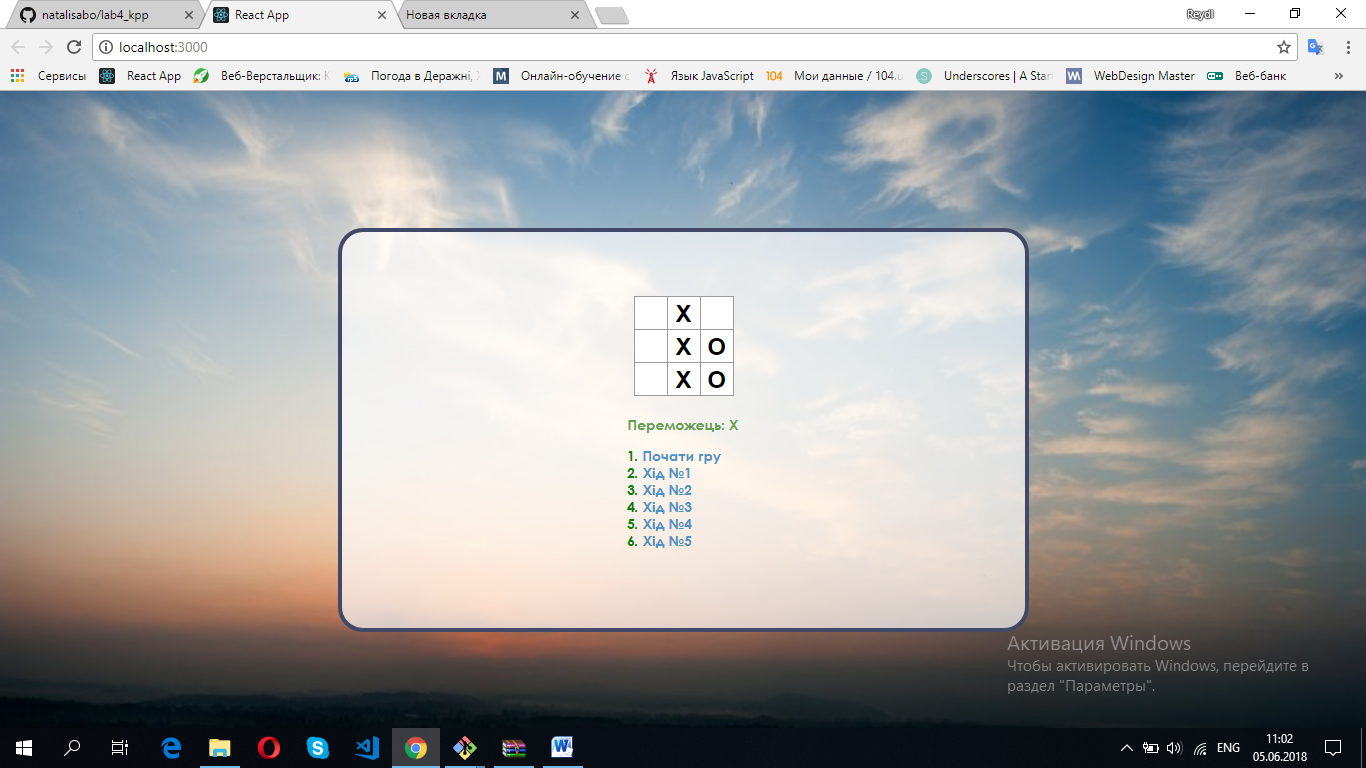 natalisabo/lab4_kpp
React App
Новая вкладка
Reydl
localhost:3000
Сервисы
React App
Веб-Верстальщик:
Погода в Деражні,
Онлайн-обучение
Язык JavaScript
104 Мои данные / 104.u
S Underscores | A Star
W WebDesign Master
Веб-банк
»
X
X O
X O
Переможець: X
1. Почати гру
2. Хід №1
3. Хід №2
4. Хід №3
5. Хід №4
6. Хід №5
Активация Windows
Чтобы активировать Windows, перейдите в
раздел "Параметры".
ENG
11:02
05.06.2018